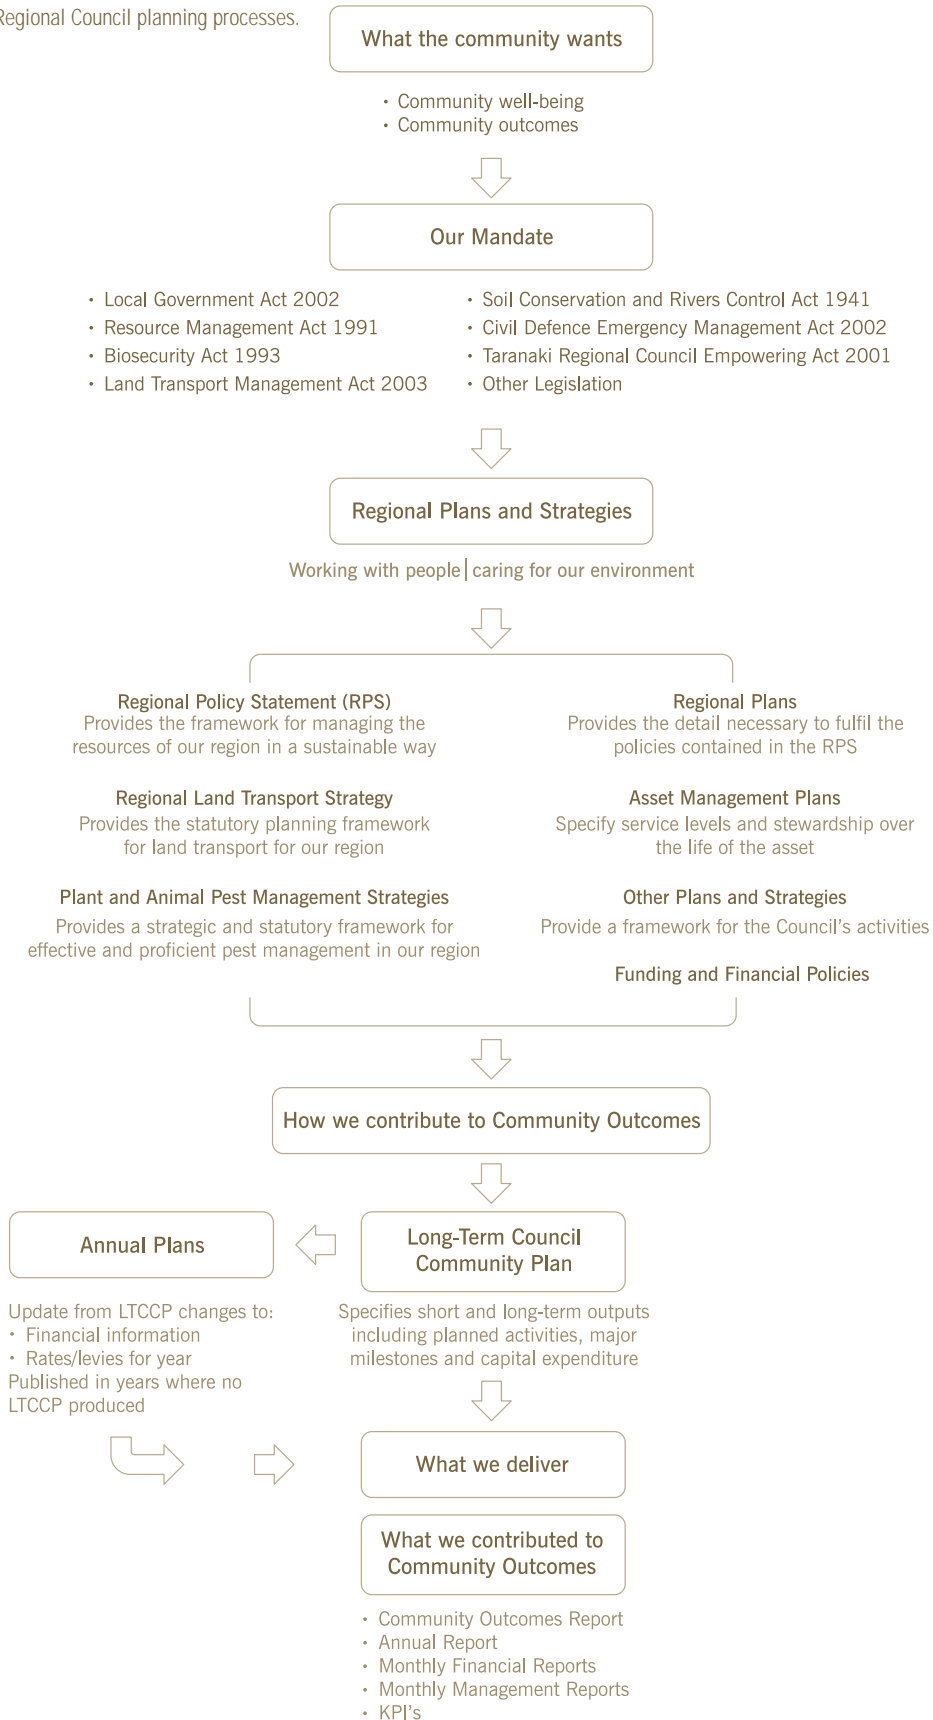 Regional Council planning processes.
What the community wants
• Community well-being
• Community outcomes
Our Mandate
• Local Government Act 2002
• Resource Management Act 1991
• Biosecurity Act 1993
• Land Transport Management Act 2003
• Soil Conservation and Rivers Control Act 1941
• Civil Defence Emergency Management Act 2002
• Taranaki Regional Council Empowering Act 2001
• Other Legislation
Regional Plans and Strategies
Working with people | caring for our environment
Regional Policy Statement (RPS)
Provides the framework for managing the
resources of our region in a sustainable way
Regional Land Transport Strategy
Provides the statutory planning framework
for land transport for our region
Plant and Animal Pest Management Strategies
Provides a strategic and statutory framework for
effective and proficient pest management in our region
Regional Plans
Provides the detail necessary to fulfil the
policies contained in the RPS
Asset Management Plans
Specify service levels and stewardship over
the life of the asset
Other Plans and Strategies
Provide a framework for the Council's activities
Funding and Financial Policies
How we contribute to Community Outcomes
Annual Plans
Update from LTCCP changes to:
• Financial information
• Rates/levies for year
Published in years where no
LTCCP produced
Long-Term Council
Community Plan
Specifies short and long-term outputs
including planned activities, major
milestones and capital expenditure
What we deliver
What we contributed to
Community Outcomes
• Community Outcomes Report
• Annual Report
• Monthly Financial Reports
• Monthly Management Reports
• KPI's